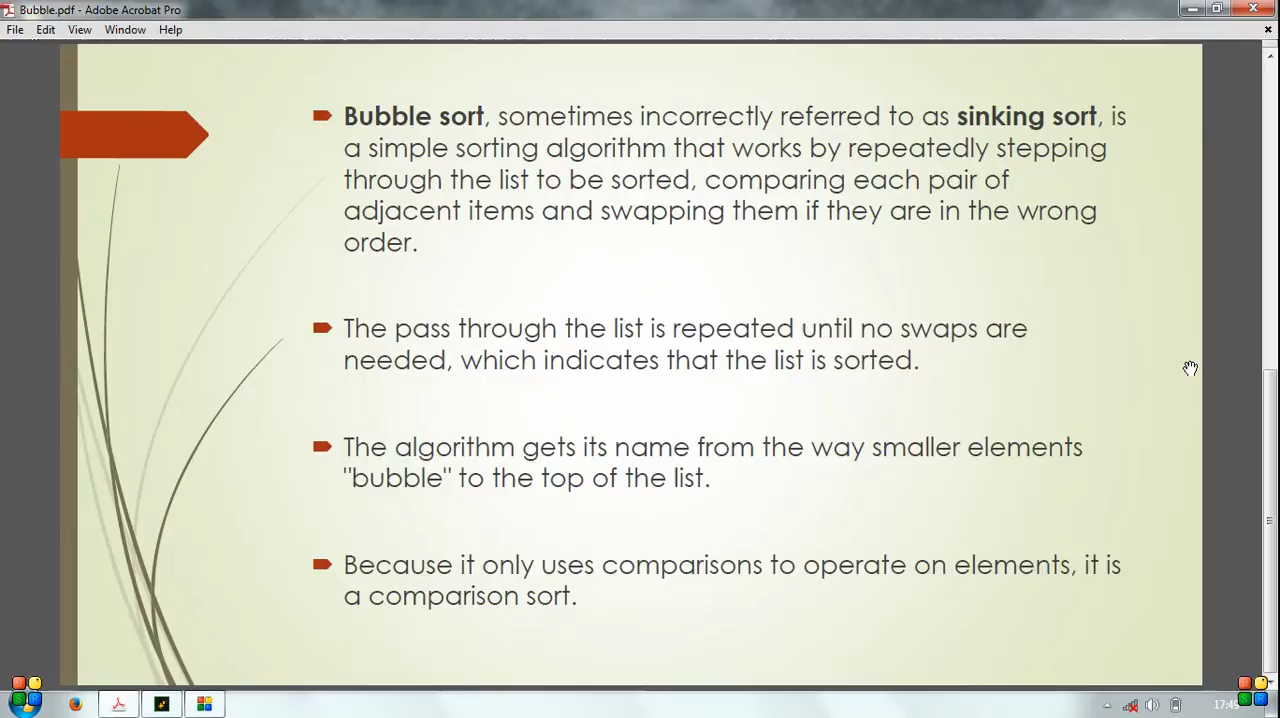 Bubble.pdf - Adobe Acrobat Pro
File Edit View Window Help
Bubble sort, sometimes incorrectly referred to as sinking sort, is
a simple sorting algorithm that works by repeatedly stepping
through the list to be sorted, comparing each pair of
adjacent items and swapping them if they are in the wrong
order.
The pass through the list is repeated until no swaps are
needed, which indicates that the list is sorted.
The algorithm gets its name from the way smaller elements
"bubble" to the top of the list.
Because it only uses comparisons to operate on elements, it is
a comparison sort.